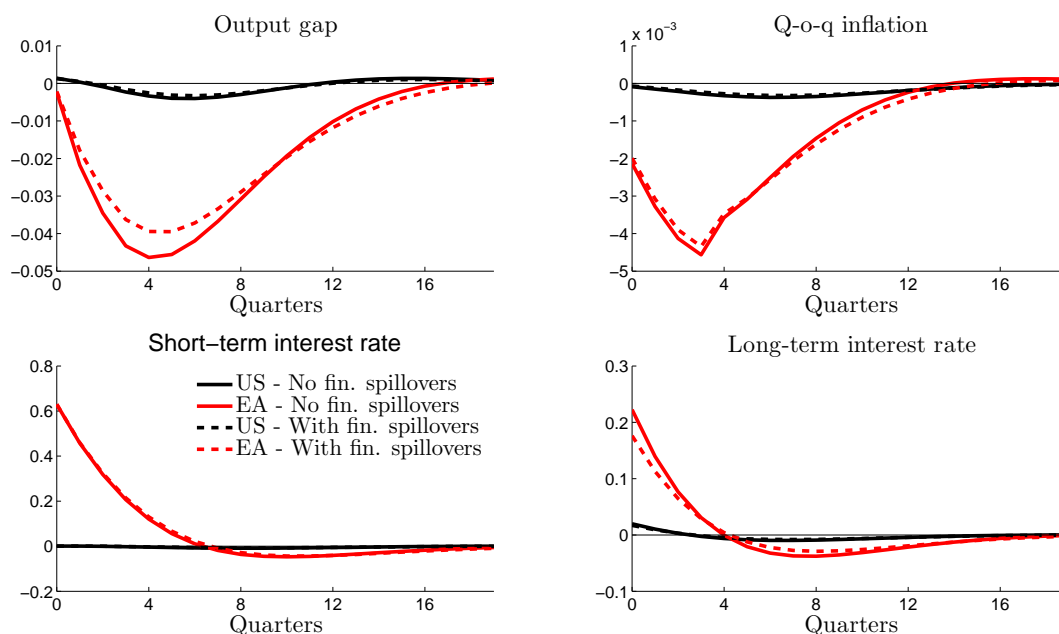 Output gap
0.01
0
−0.01
−0.02
−0.03
−0.04
−0.05
0 4 8 12 16
Quarters
Q-o-q inflation
x 10−3
1
0
−1
−2
−3
−4
−5
0 4 8 12 16
Quarters
Short−term interest rate
0.8
0.6
0.4
0.2
0
−0.2
0 4 8 12 16
US - No fin. spillovers
EA - No fin. spillovers
US - With fin. spillovers
EA - With fin. spillovers
Long-term interest rate
0.3
0.2
0.1
0
−0.1
0 4 8 12 16